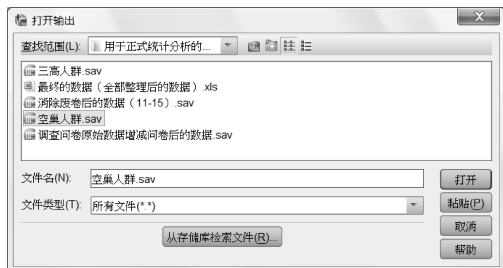 打开输出
查找范围(L): 用于正式统计分析的...
三高人群.sav
最终的数据（全部整理后的数据）.xls
消除废卷后的数据（11-15）.sav
空巢人群.sav
调查问卷原始数据增减问卷后的数据.sav
文件名(N): 空巢人群.sav 打开
文件类型(T): 所有文件(*.*) 粘贴(P)
取消
从存储库检索文件(R)...
帮助